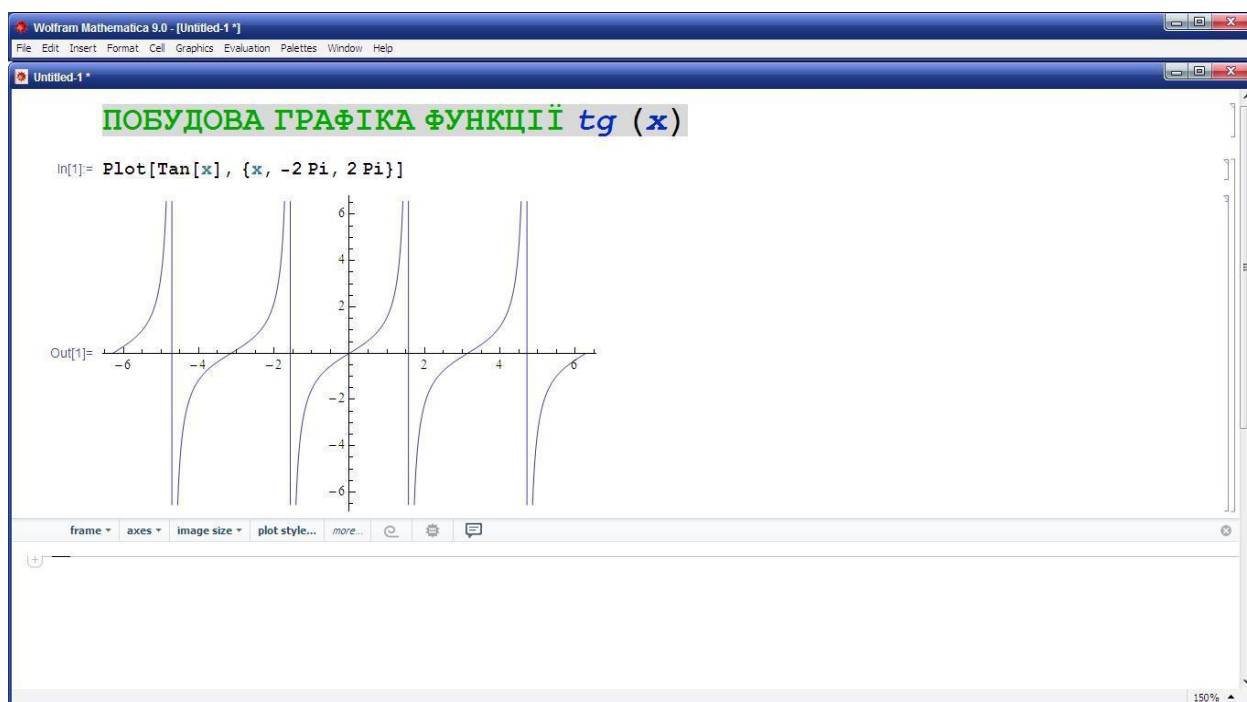 Wolfram Mathematica 9.0 - [Untitled-1 *]
File Edit Insert Format Cell Graphics Evaluation Palettes Window Help
Untitled-1 *
ПОБУДОВА ГРАФІКА ФУНКЦІЇ tg (x)
In[1]:= Plot[Tan[x], {x, -2 Pi, 2 Pi}]
6
4
2
Out[1]= -6 -4 -2 2 4 6
-2
-4
-6
frame axes image size plot style... more...
150%